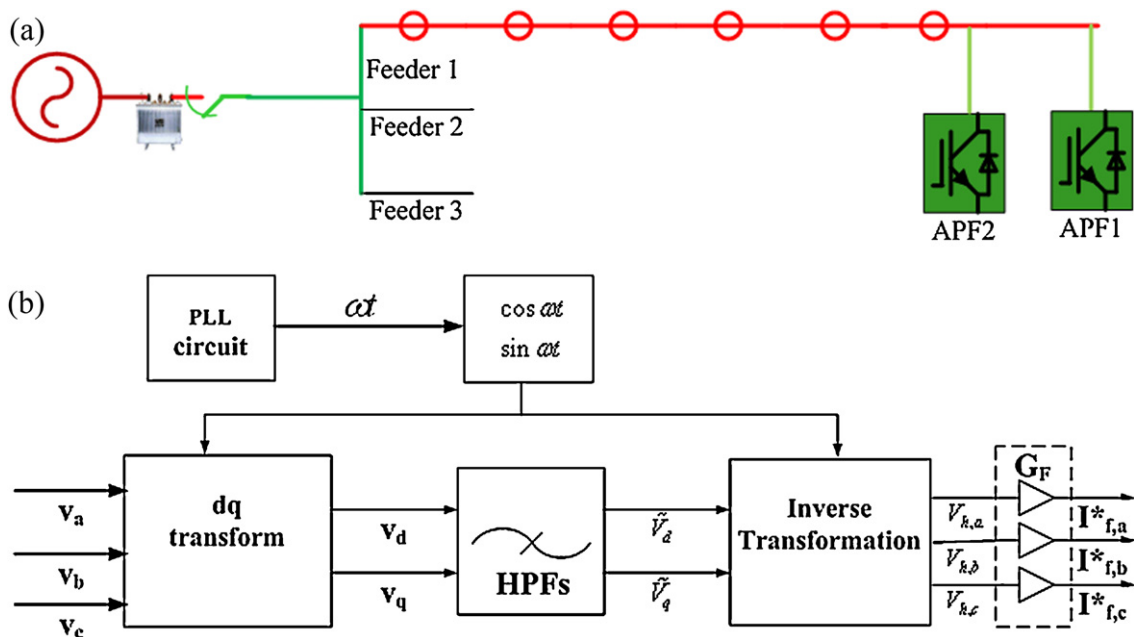 (a)
Feeder 1
Feeder 2
Feeder 3
APF2
APF1
(b)
PLL
circuit
ωt
cos ωt
sin ωt
v_a
v_b
v_c
dq
transform
v_d
v_q
HPFs
Ṽ_d
Ṽ_q
Inverse
Transformation
V_h,a
V_h,b
V_h,c
G_F
I*_f,a
I*_f,b
I*_f,c